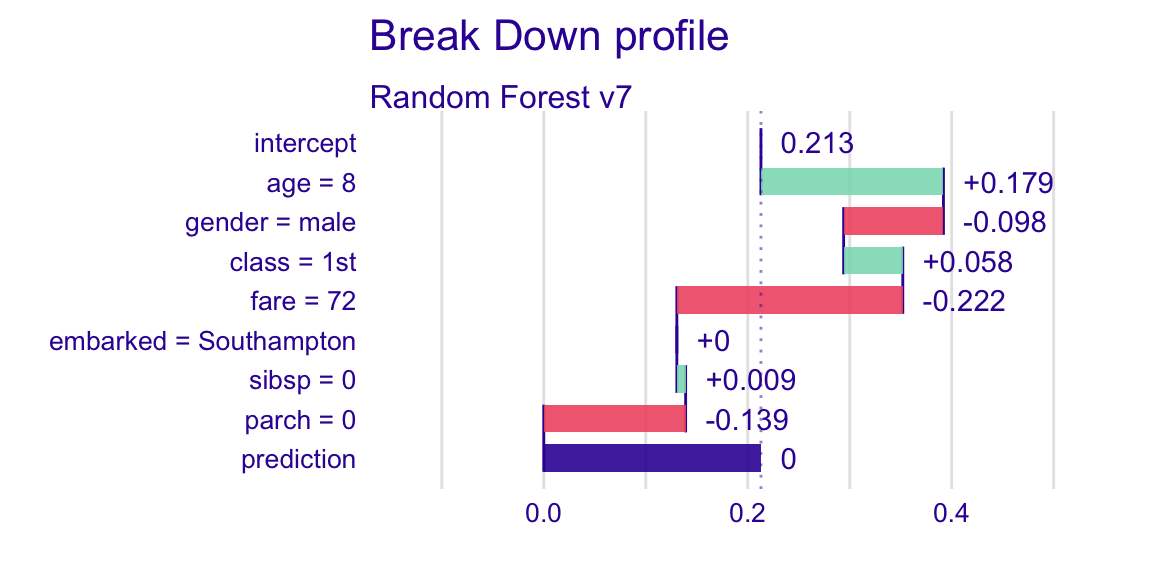 Break Down profile
Random Forest v7
intercept 0.213
age = 8 +0.179
gender = male -0.098
class = 1st +0.058
fare = 72 -0.222
embarked = Southampton +0
sibsp = 0 +0.009
parch = 0 -0.139
prediction 0
0.0 0.2 0.4